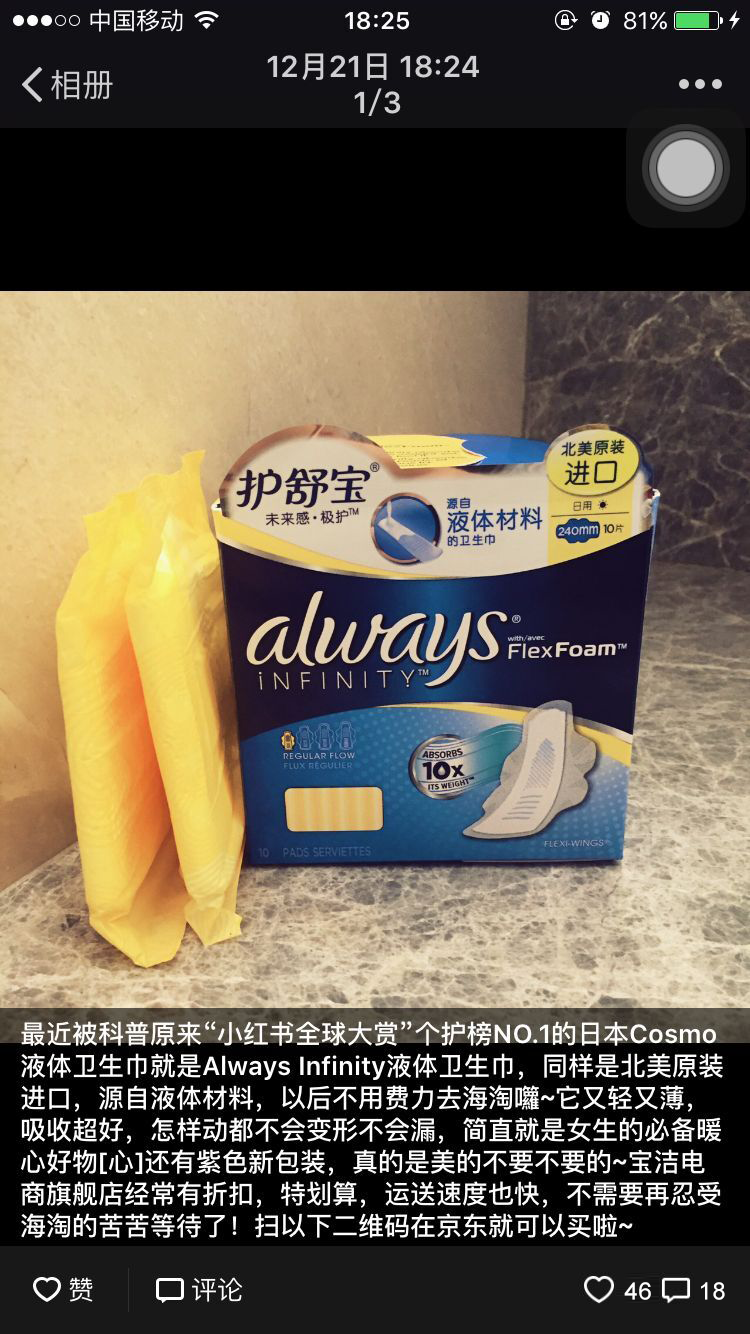 中国移动 18:25 81%
相册 12月21日 18:24
1/3
护舒宝®
未来感·极护™
源自
液体材料
的卫生巾
北美原装
进口
日用
240mm 10片
always®
INFINITY™
with/avec
FlexFoam™
REGULAR FLOW
FLUX RÉGULIER
ABSORBS
10x
ITS WEIGHT™
FLEXI-WINGS®
10 PADS SERVIETTES
最近被科普原来“小红书全球大赏”个护榜NO.1的日本Cosmo
液体卫生巾就是Always Infinity液体卫生巾，同样是北美原装
进口，源自液体材料，以后不用费力去海淘囉~它又轻又薄，
吸收超好，怎样动都不会变形不会漏，简直就是女生的必备暖
心好物[心]还有紫色新包装，真的是美的不要不要的~宝洁电
商旗舰店经常有折扣，特划算，运送速度也快，不需要再忍受
海淘的苦苦等待了！扫以下二维码在京东就可以买啦~
赞 评论 46 18